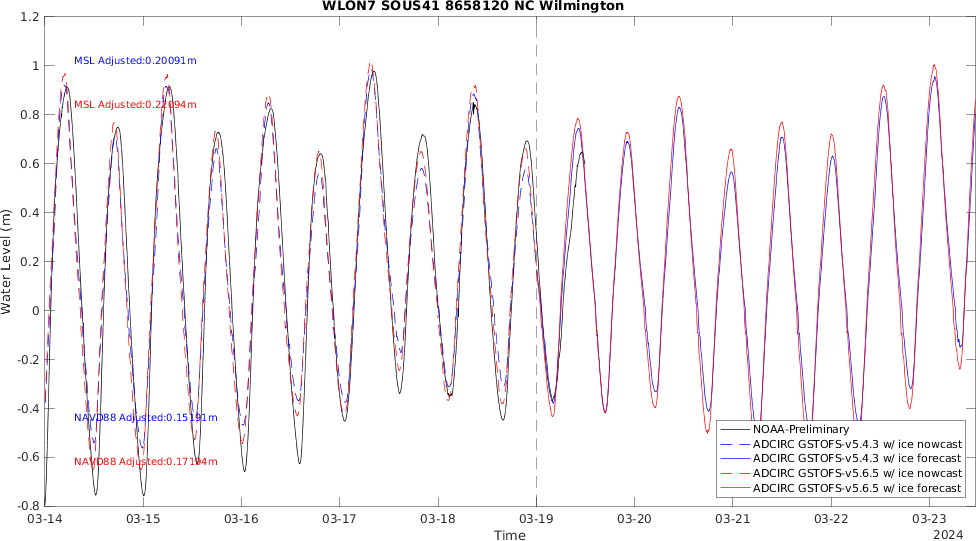 WLON7 SOUS41 8658120 NC Wilmington
1.2
1
0.8
0.6
0.4
0.2
0
-0.2
-0.4
-0.6
-0.8
Water Level (m)
MSL Adjusted:0.20091m
MSL Adjusted:0.22094m
NAVD88 Adjusted:0.15191m
NAVD88 Adjusted:0.17194m
NOAA-Preliminary
ADCIRC GSTOFS-v5.4.3 w/ ice nowcast
ADCIRC GSTOFS-v5.4.3 w/ ice forecast
ADCIRC GSTOFS-v5.6.5 w/ ice nowcast
ADCIRC GSTOFS-v5.6.5 w/ ice forecast
03-14 03-15 03-16 03-17 03-18 03-19 03-20 03-21 03-22 03-23
Time
2024